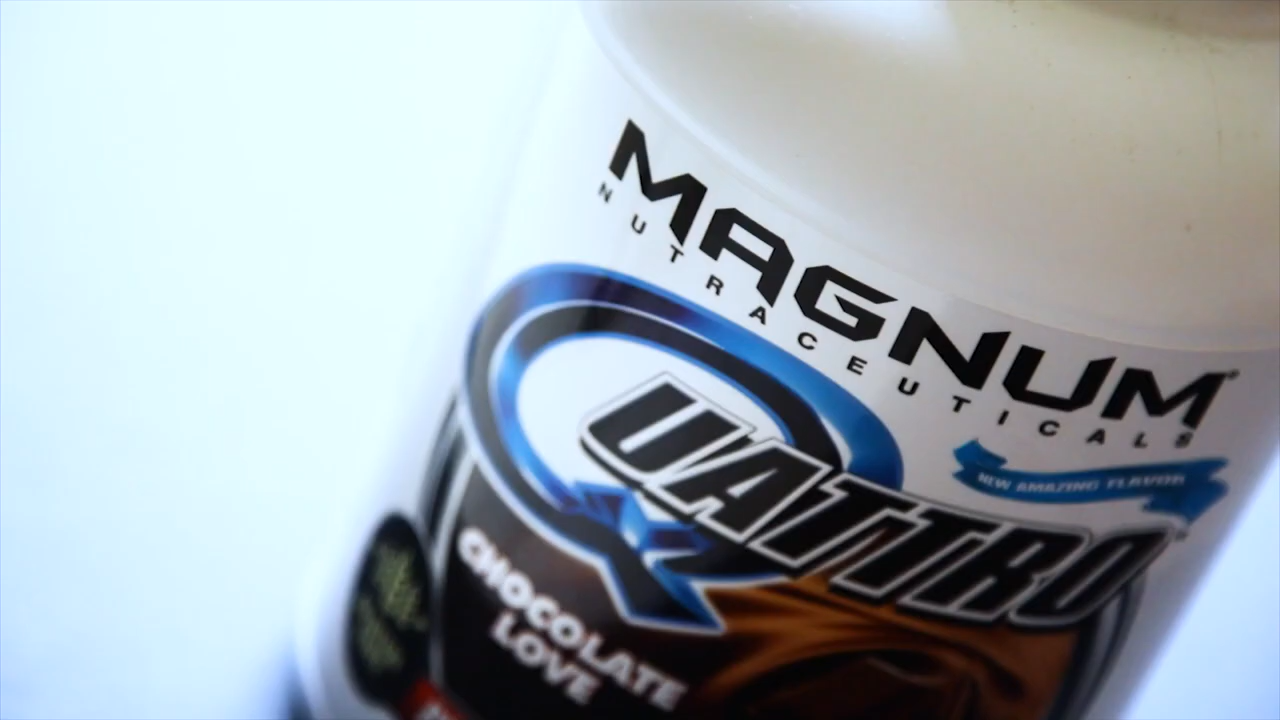 MAGNUM
NUTRACEUTICALS
NEW AMAZING FLAVOR
QUATTRO
CHOCOLATE
LOVE